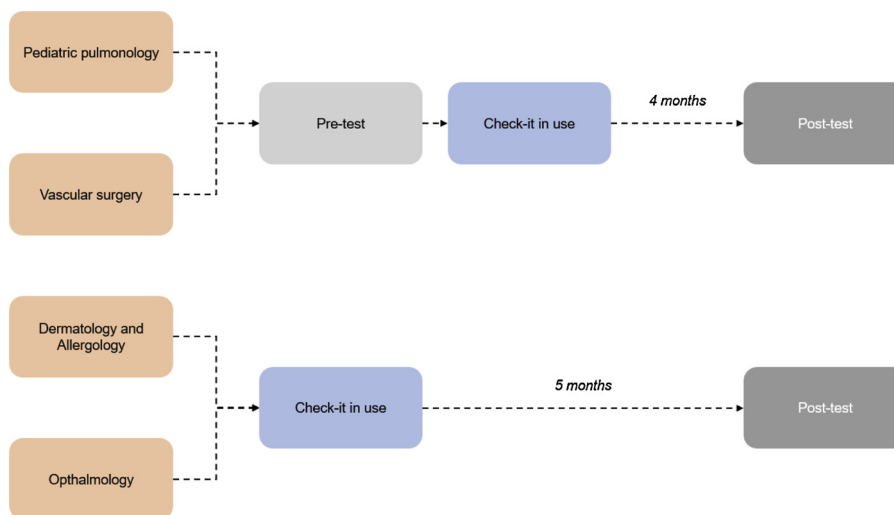 Pediatric pulmonology
Vascular surgery
Pre-test
Check-it in use
4 months
Post-test
Dermatology and
Allergology
Opthalmology
Check-it in use
5 months
Post-test